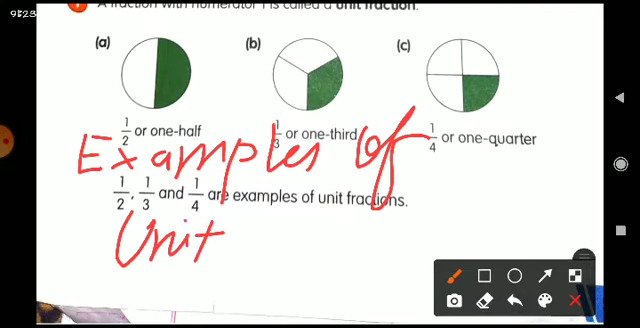 9:23
A fraction with numerator 1 is called a unit fraction.
(a) (b) (c)
1/2 or one-half 1/3 or one-third 1/4 or one-quarter
Examples of
1/2, 1/3 and 1/4 are examples of unit fractions.
Unit